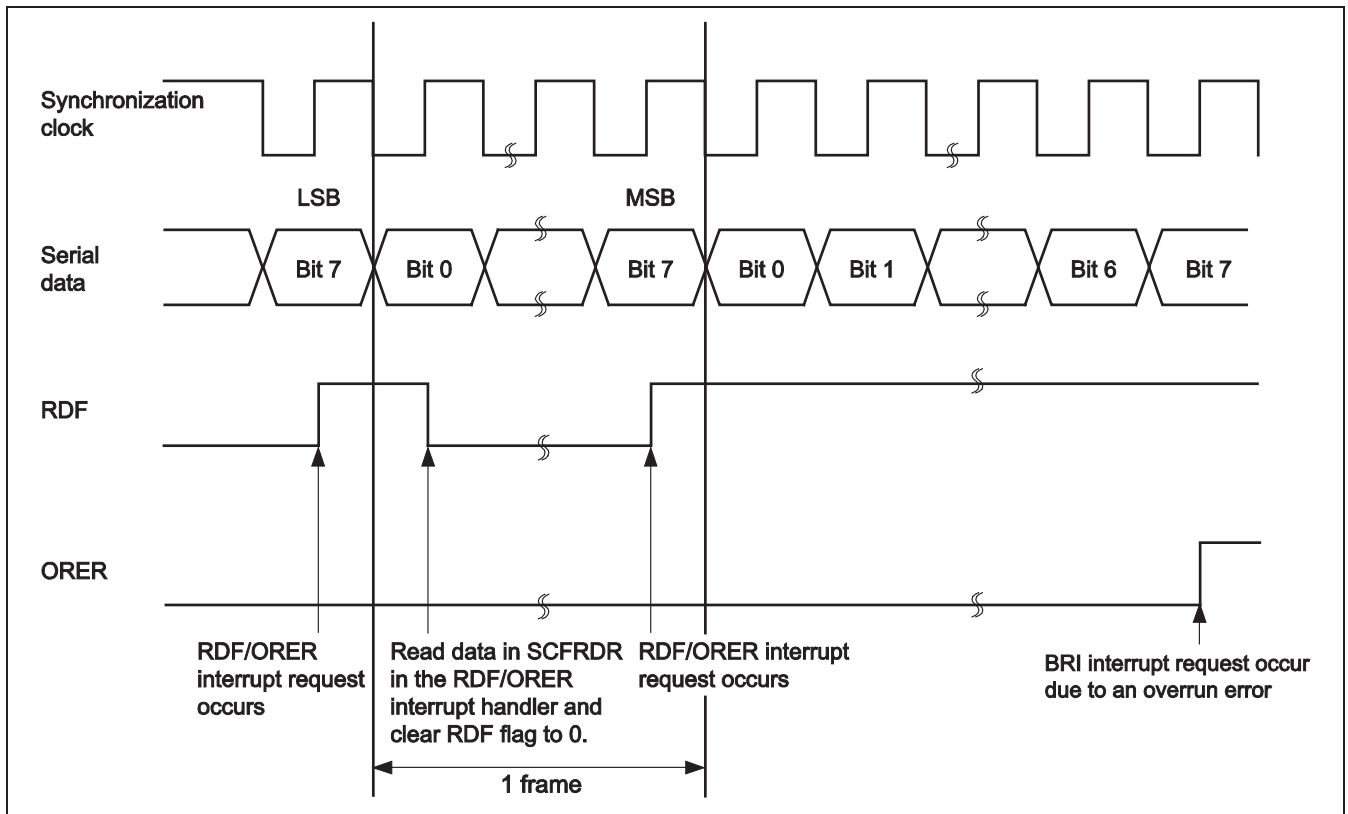 Synchronization
clock
LSB
MSB
Serial
data
Bit 7
Bit 0
Bit 7
Bit 0
Bit 1
Bit 6
Bit 7
RDF
ORER
RDF/ORER
interrupt request
occurs
Read data in SCFRDR
in the RDF/ORER
interrupt handler and
clear RDF flag to 0.
RDF/ORER interrupt
request occurs
BRI interrupt request occur
due to an overrun error
1 frame